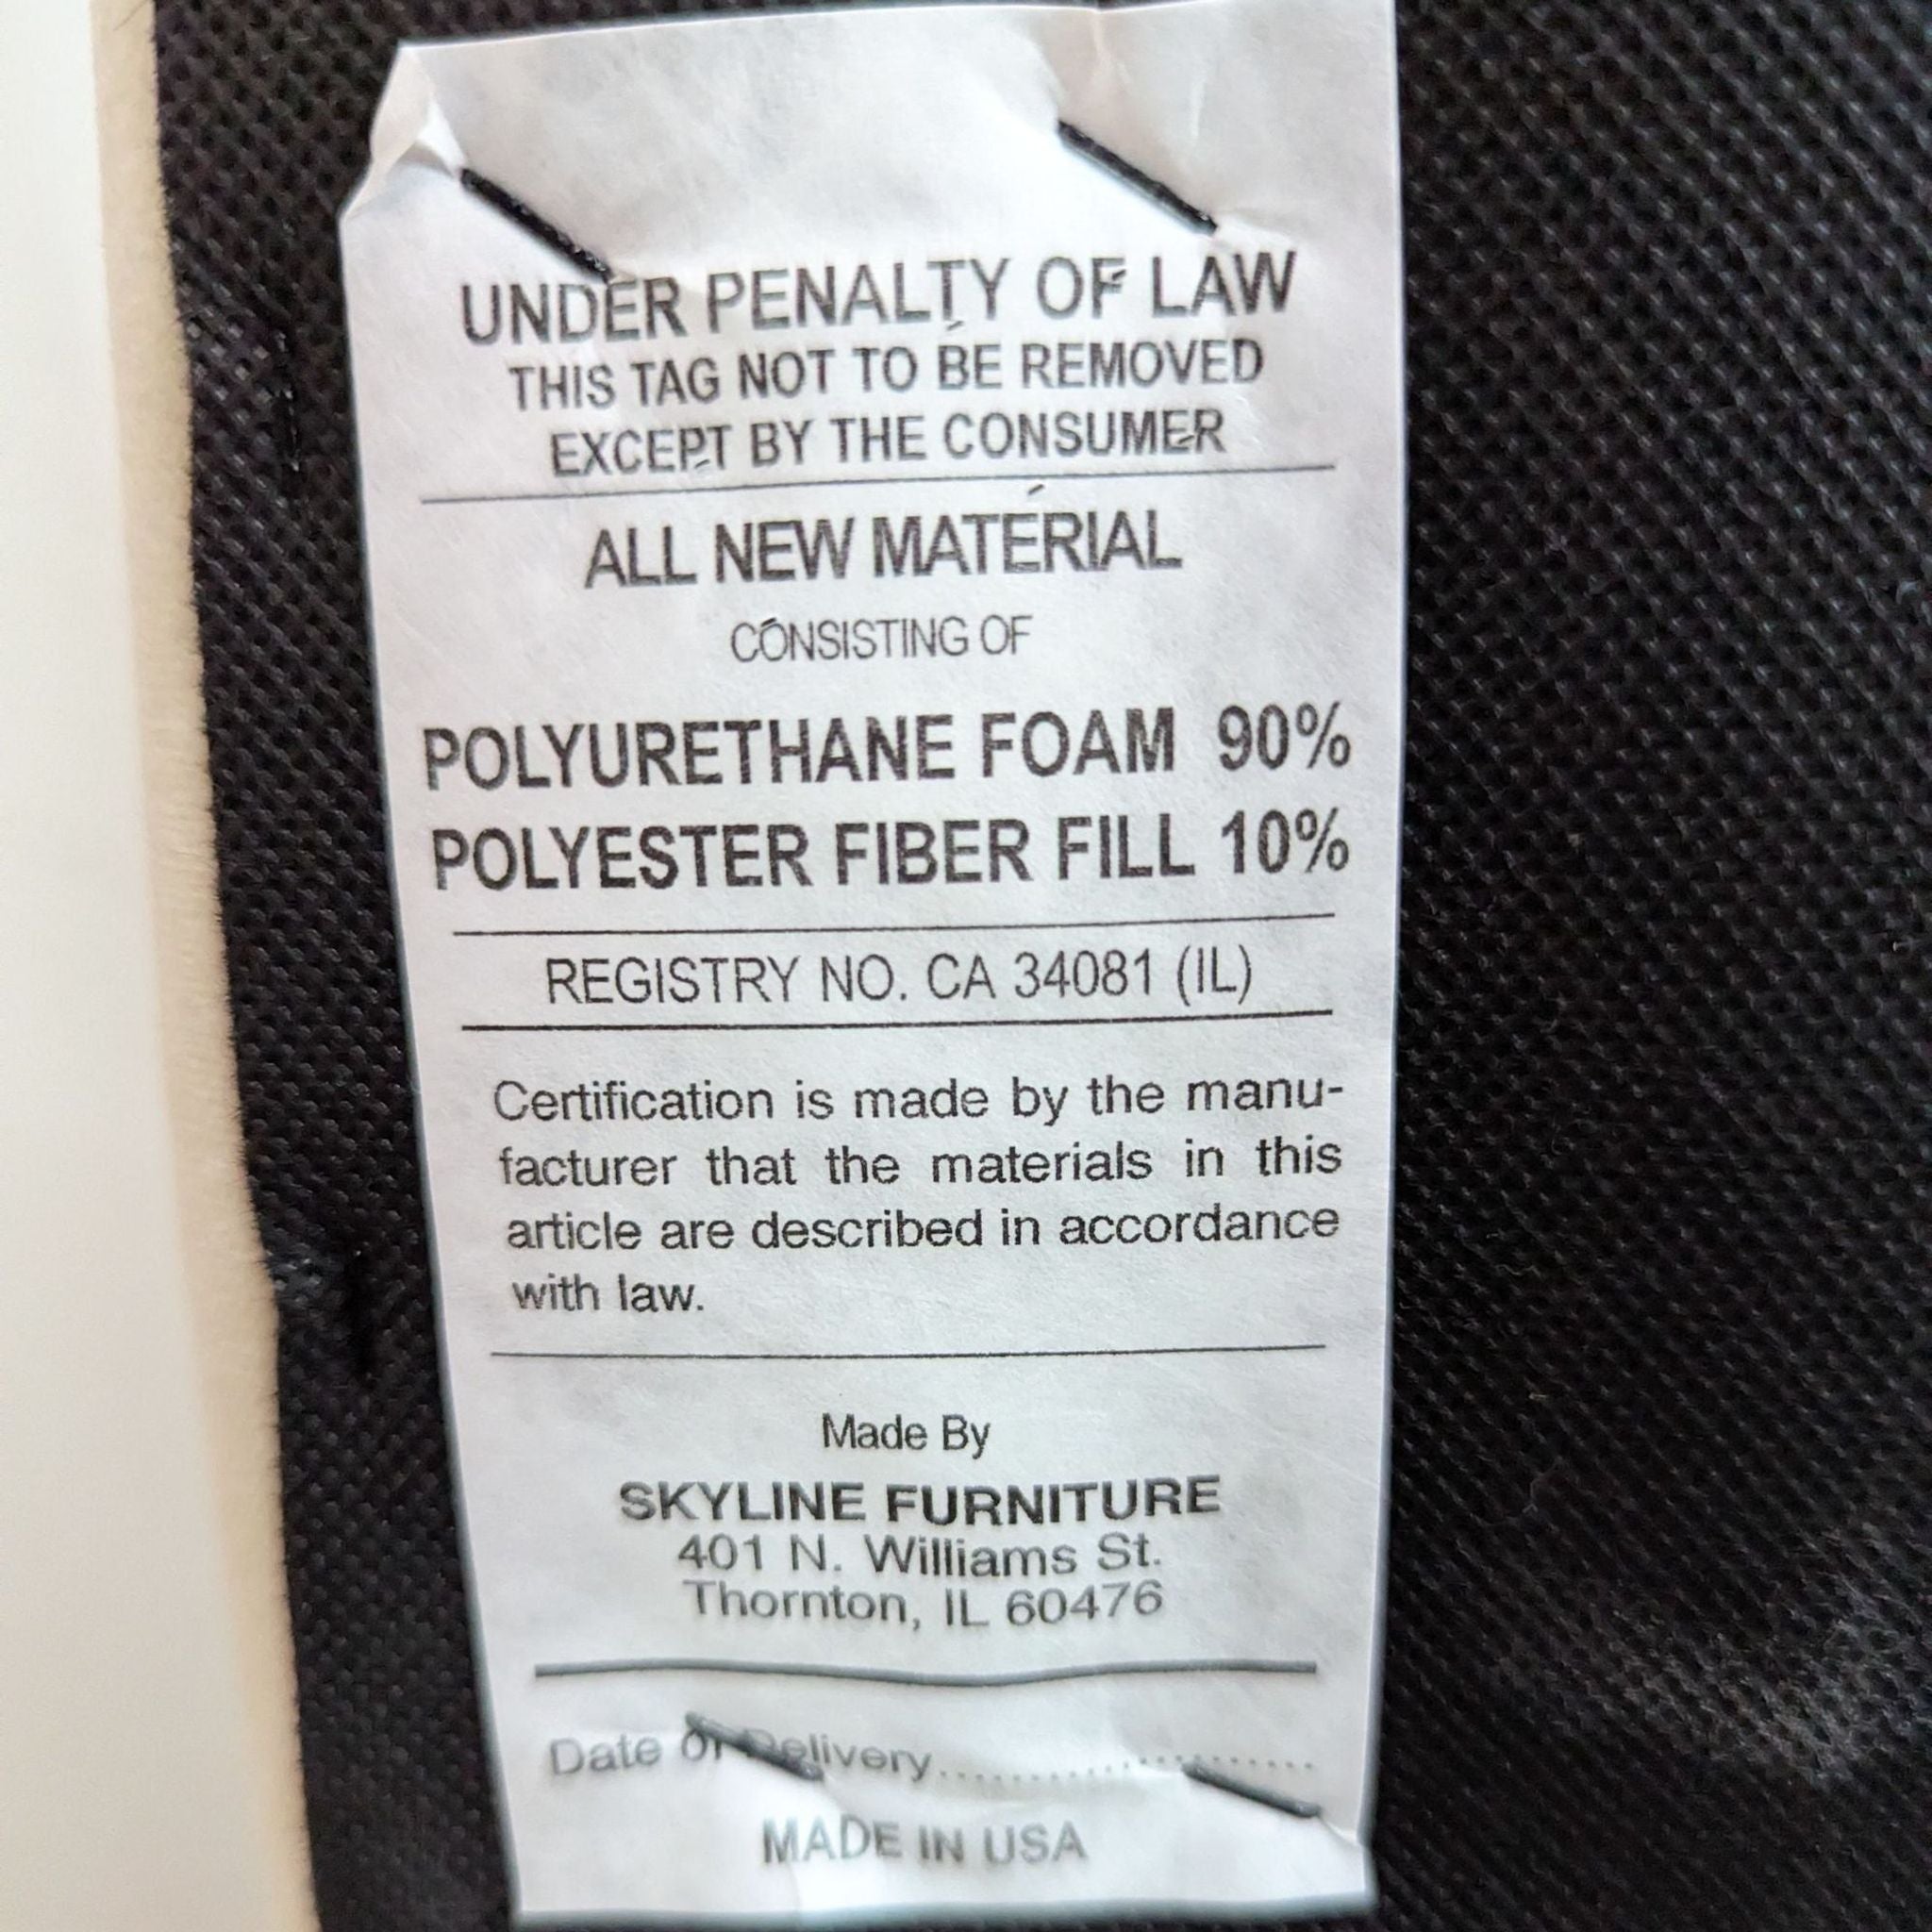 UNDER PENALTY OF LAW
THIS TAG NOT TO BE REMOVED
EXCEPT BY THE CONSUMER
ALL NEW MATERIAL
CONSISTING OF
POLYURETHANE FOAM 90%
POLYESTER FIBER FILL 10%
REGISTRY NO. CA 34081 (IL)
Certification is made by the manu-
facturer that the materials in this
article are described in accordance
with law.
Made By
SKYLINE FURNITURE
401 N. Williams St.
Thornton, IL 60476
Date of Delivery......................
MADE IN USA